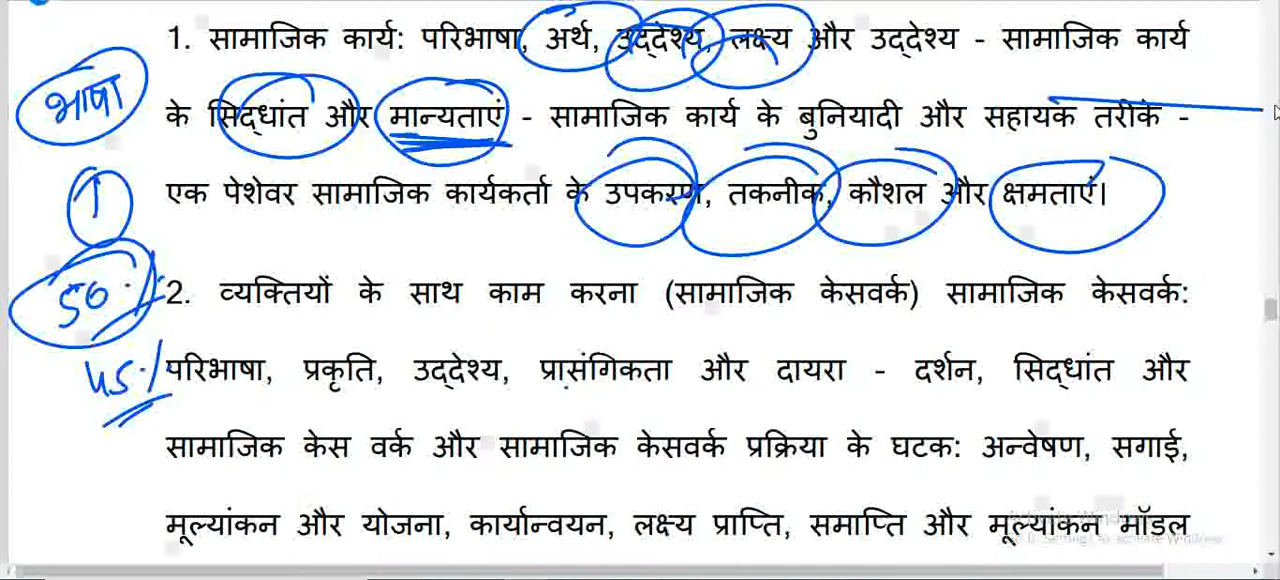 1. सामाजिक कार्य: परिभाषा, अर्थ, उद्देश्य, लक्ष्य और उद्देश्य - सामाजिक कार्य
भाषा
के सिद्धांत और मान्यताएं - सामाजिक कार्य के बुनियादी और सहायक तरीके -
1
एक पेशेवर सामाजिक कार्यकर्ता के उपकरण, तकनीक, कौशल और क्षमताएं।
50%
2. व्यक्तियों के साथ काम करना (सामाजिक केसवर्क) सामाजिक केसवर्क:
45%
परिभाषा, प्रकृति, उद्देश्य, प्रासंगिकता और दायरा - दर्शन, सिद्धांत और
सामाजिक केस वर्क और सामाजिक केसवर्क प्रक्रिया के घटक: अन्वेषण, सगाई,
मूल्यांकन और योजना, कार्यान्वयन, लक्ष्य प्राप्ति, समाप्ति और मूल्यांकन मॉडल